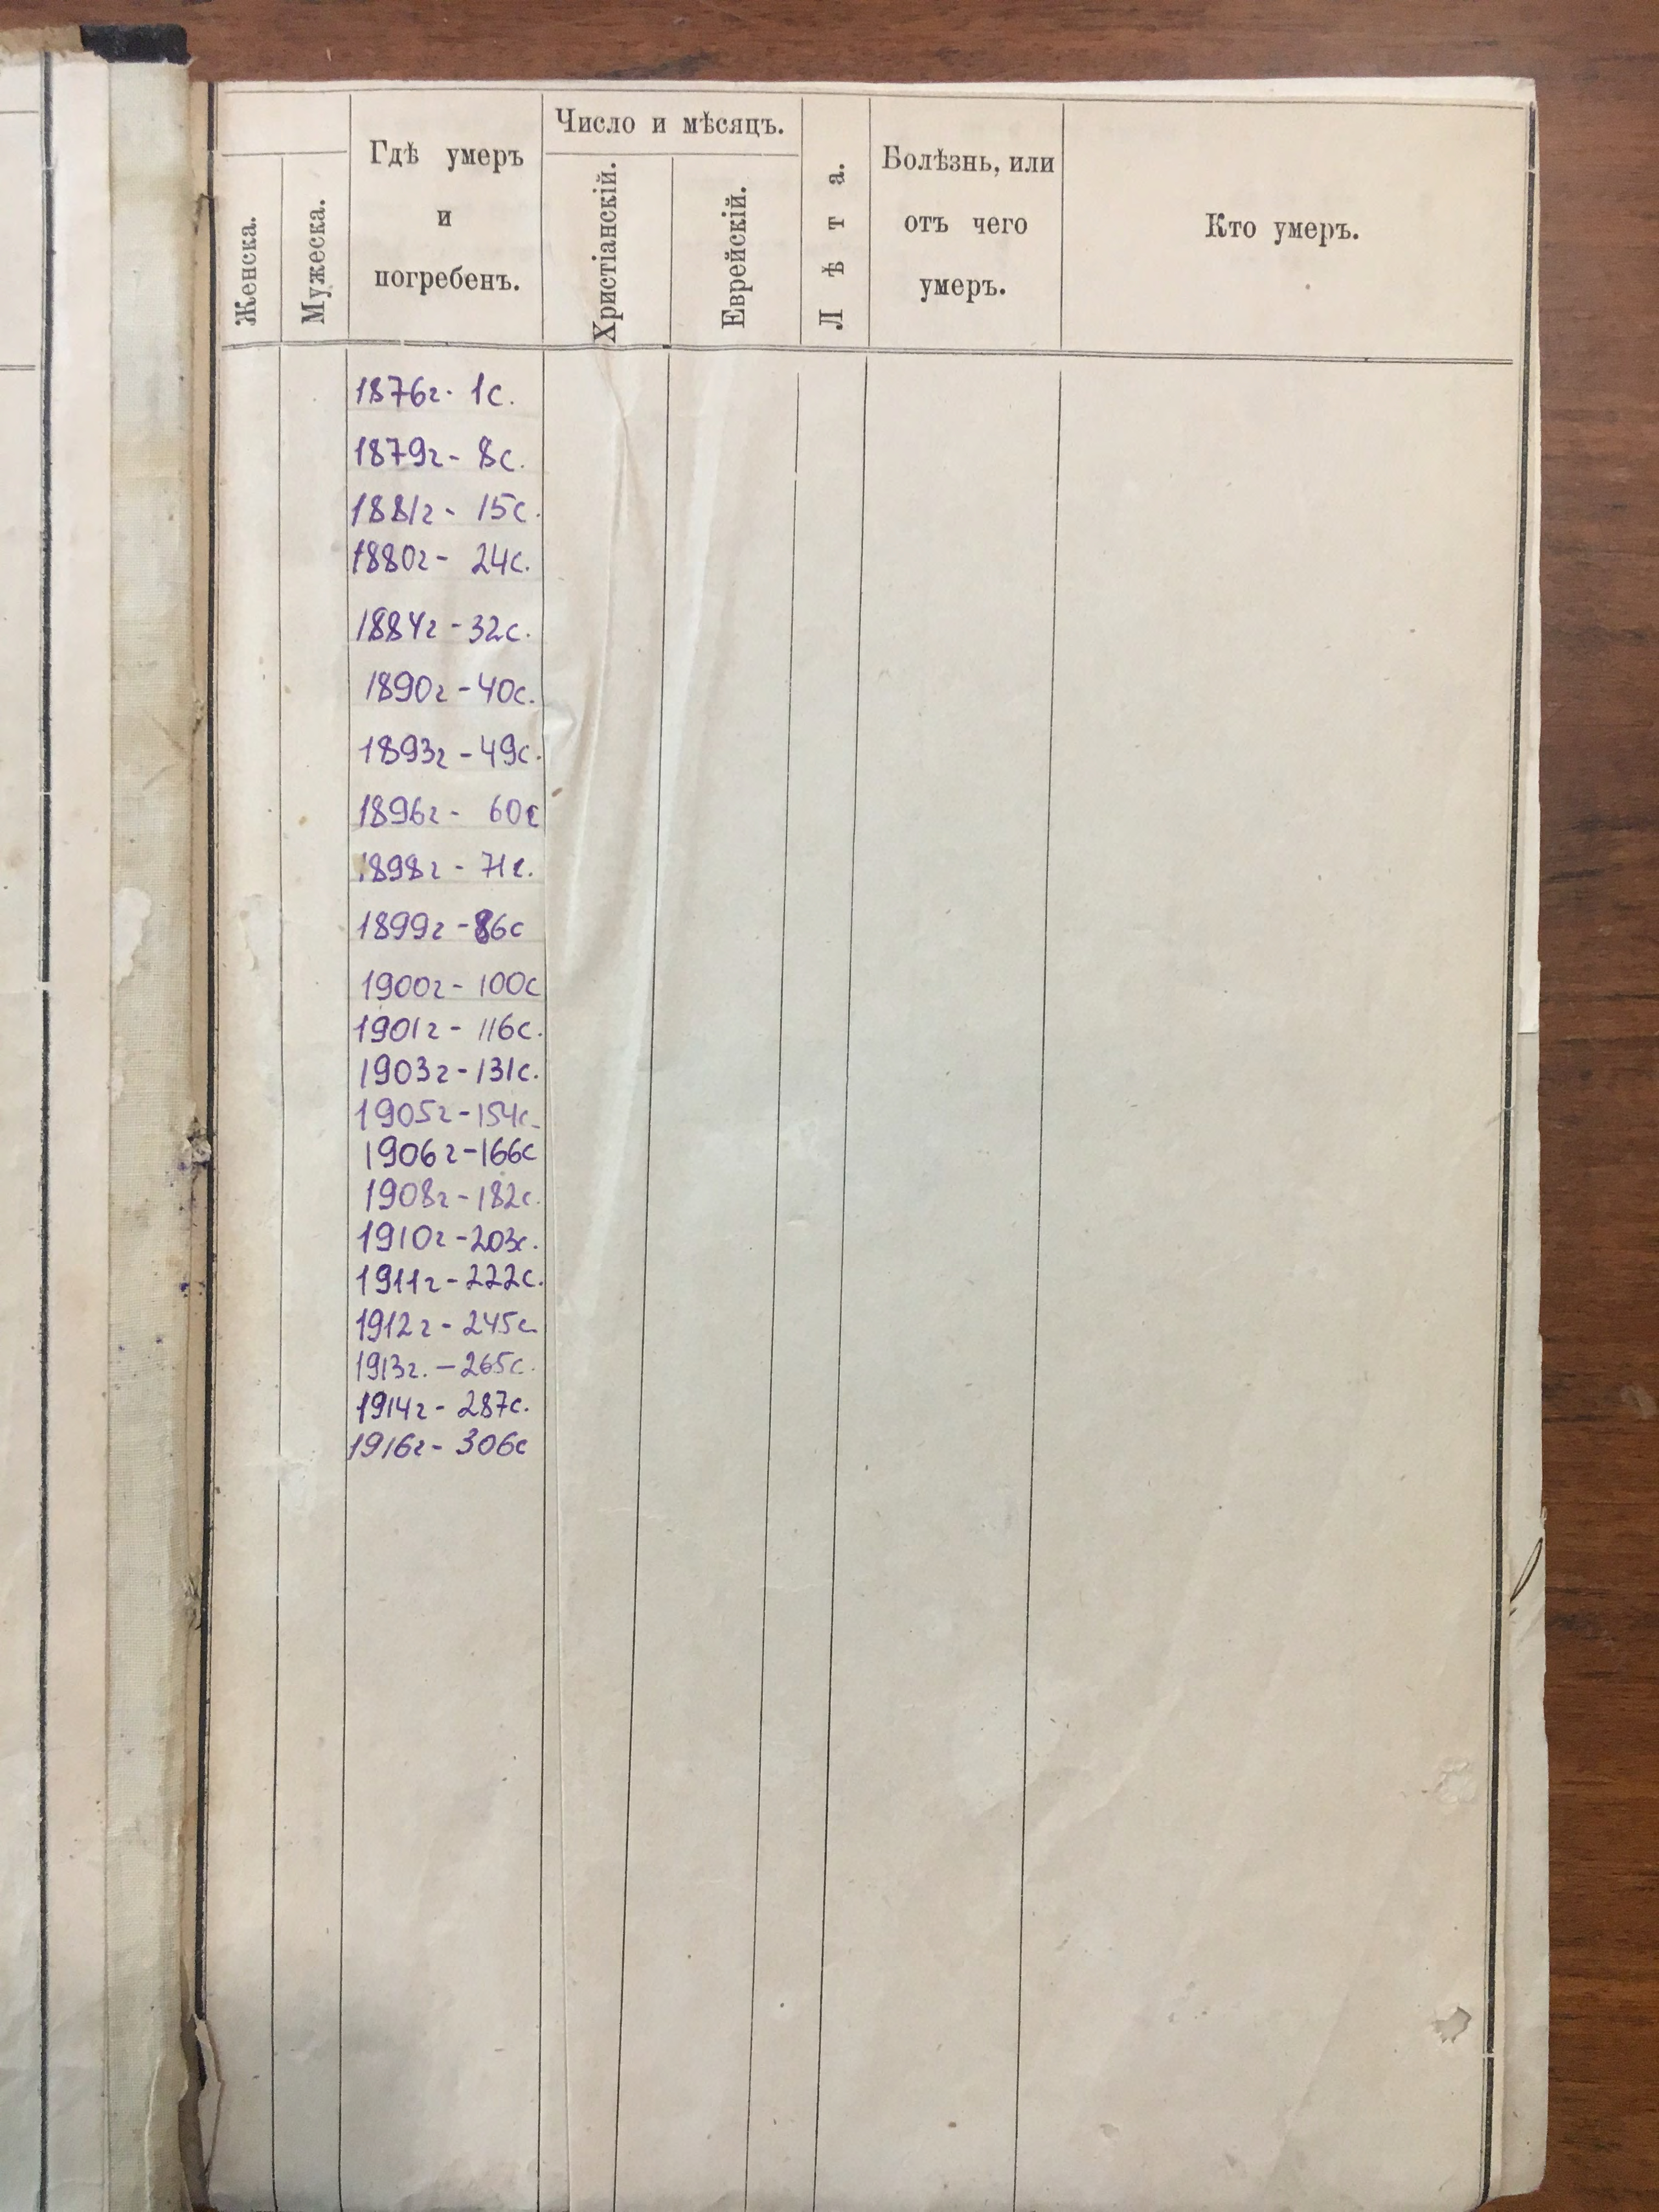 Женска.
Мужеска.
Гдѣ умеръ
и
погребенъ.
Число и мѣсяцъ.
Христіанскій.
Еврейскій.
Лѣта.
Болѣзнь, или
отъ чего
умеръ.
Кто умеръ.
1876г. 1с.
1879г - 8с.
1881г - 15с.
1880г - 24с.
1884г - 32с.
1890г - 40с.
1893г - 49с.
1896г - 60с
1898г - 71с.
1899г - 86с
1900г - 100с
1901г - 116с.
1903г - 131с.
1905г - 154с
1906г - 166с
1908г - 182с.
1910г - 203с.
1911г - 222с.
1912г - 245с
1913г. - 265с.
1914г - 287с.
1916г - 306с